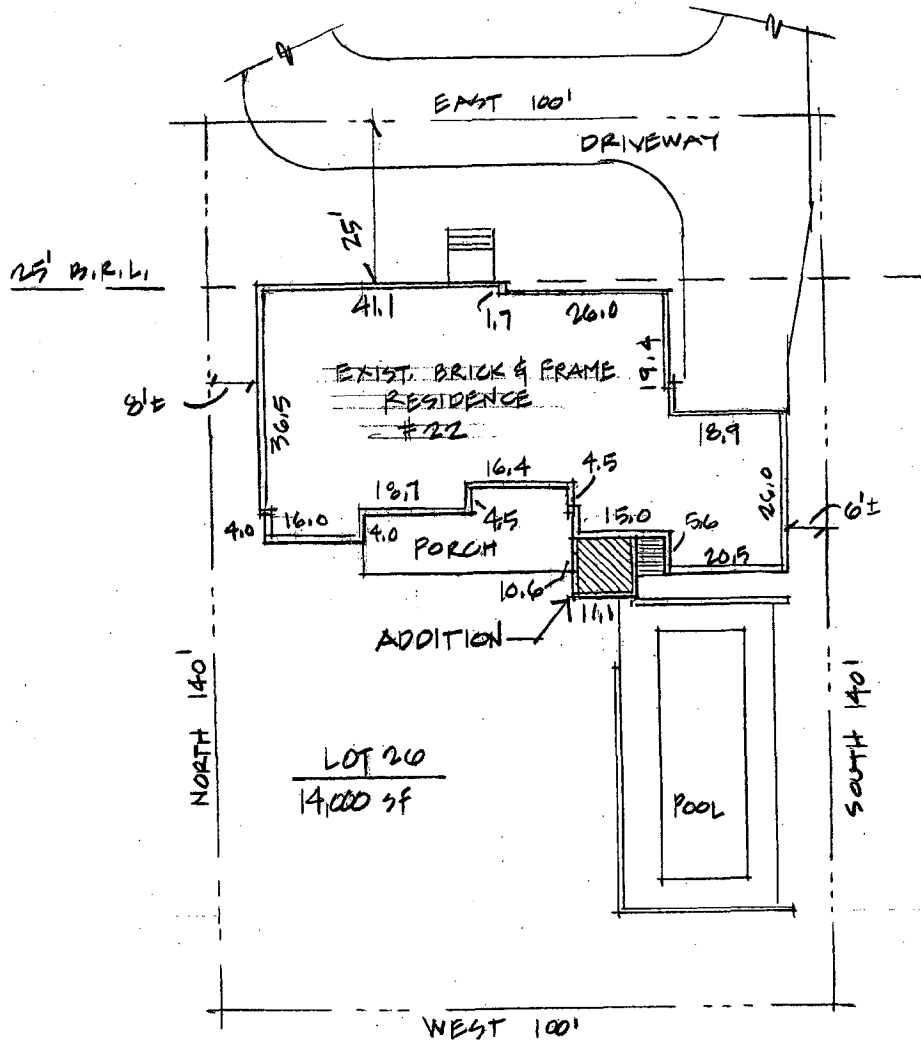 EAST 100'
DRIVEWAY
25'
25' B.R.L.
41.1
1.7
26.0
19.4
EXIST. BRICK & FRAME
RESIDENCE
#22
8'±
36.5
18.9
16.4
4.5
18.7
4.5
26.0
6'±
4.0
16.0
4.0
15.0
5.6
PORCH
20.5
10.6
11.1
ADDITION
NORTH 140'
SOUTH 140'
LOT 26
14,000 SF
POOL
WEST 100'